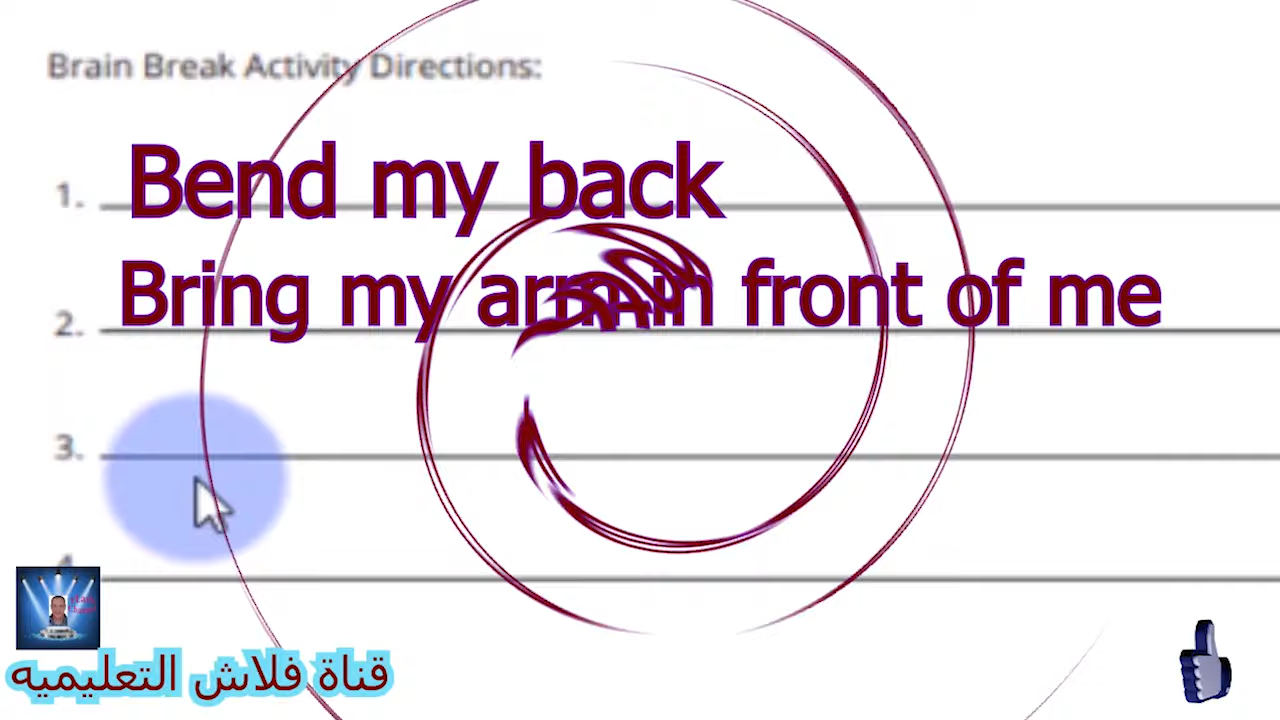 Brain Break Activity Directions:
1. Bend my back
2. Bring my arm in front of me
3.
4.
قناة فلاش التعليميه